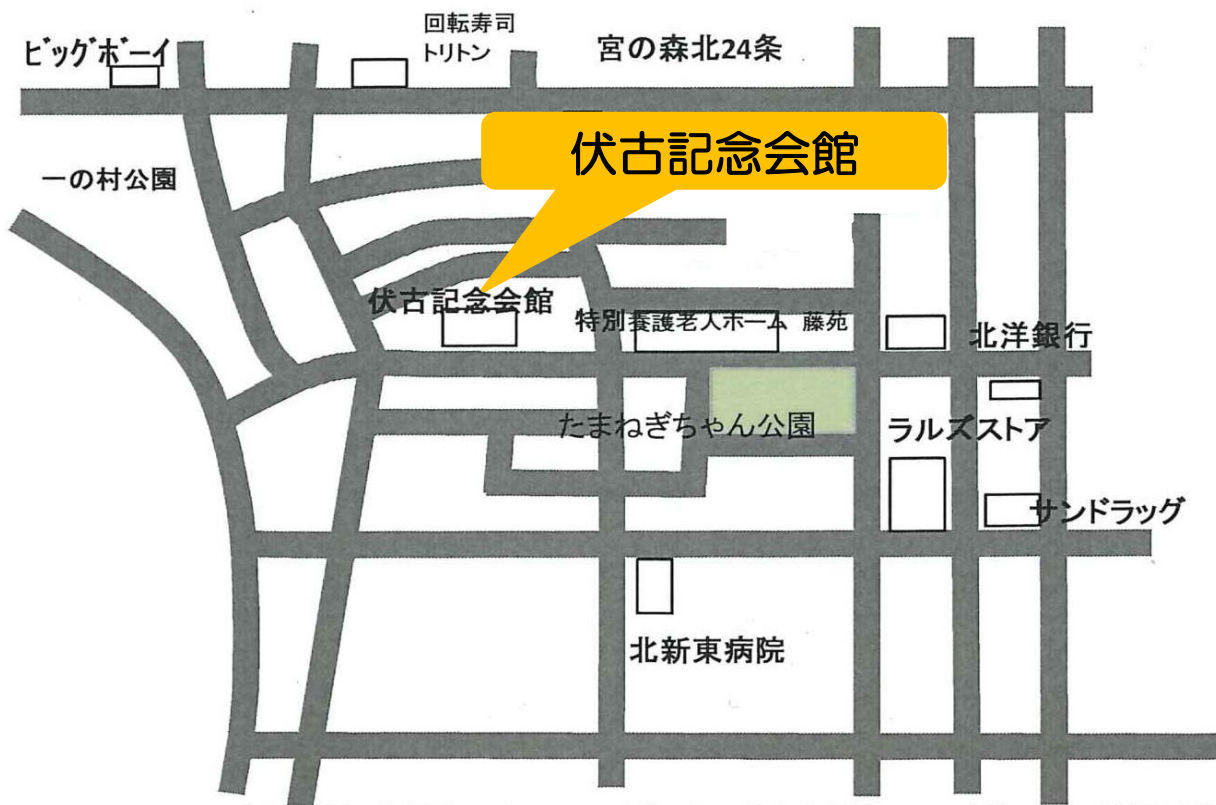 回転寿司
トリトン
ビッグボーイ
宮の森北24条
伏古記念会館
一の村公園
伏古記念会館
特別養護老人ホーム 藤苑
北洋銀行
たまねぎちゃん公園
ラルズストア
サンドラッグ
北新東病院